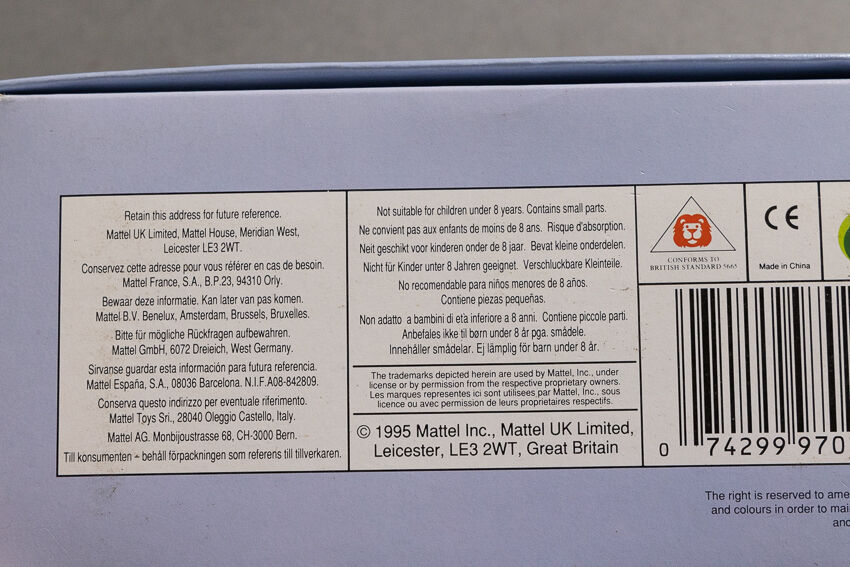 Retain this address for future reference.
Mattel UK Limited, Mattel House, Meridian West,
Leicester LE3 2WT.
Conservez cette adresse pour vous référer en cas de besoin.
Mattel France, S.A., B.P.23, 94310 Orly.
Bewaar deze informatie. Kan later van pas komen.
Mattel B.V. Benelux, Amsterdam, Brussels, Bruxelles.
Bitte für mögliche Rückfragen aufbewahren.
Mattel GmbH, 6072 Dreieich, West Germany.
Sirvanse guardar esta información para futura referencia.
Mattel España, S.A., 08036 Barcelona. N.I.F.A08-842809.
Conserva questo indirizzo per eventuale riferimento.
Mattel Toys Sri., 28040 Oleggio Castello, Italy.
Mattel AG. Monbijoustrasse 68, CH-3000 Bern.
Till konsumenten - behåll förpackningen som referens till tillverkaren.
Not suitable for children under 8 years. Contains small parts.
Ne convient pas aux enfants de moins de 8 ans. Risque d'absorption.
Neit geschikt voor kinderen onder de 8 jaar. Bevat kleine onderdelen.
Nicht für Kinder unter 8 Jahren geeignet. Verschluckbare Kleinteile.
No recomendable para niños menores de 8 años.
Contiene piezas pequeñas.
Non adatto a bambini di età inferiore a 8 anni. Contiene piccole parti.
Anbefales ikke til børn under 8 år pga. smådele.
Innehåller smådelar. Ej lämplig för barn under 8 år.
The trademarks depicted herein are used by Mattel, Inc., under
license or by permission from the respective proprietary owners.
Les marques representes ici sont utilisees par Mattel, Inc., sous
licence ou avec permission de leurs proprietaires respectifs.
© 1995 Mattel Inc., Mattel UK Limited,
Leicester, LE3 2WT, Great Britain
CONFORMS TO
BRITISH STANDARD 5665
CE
Made in China
0 74299 970
The right is reserved to ame
and colours in order to mai
and